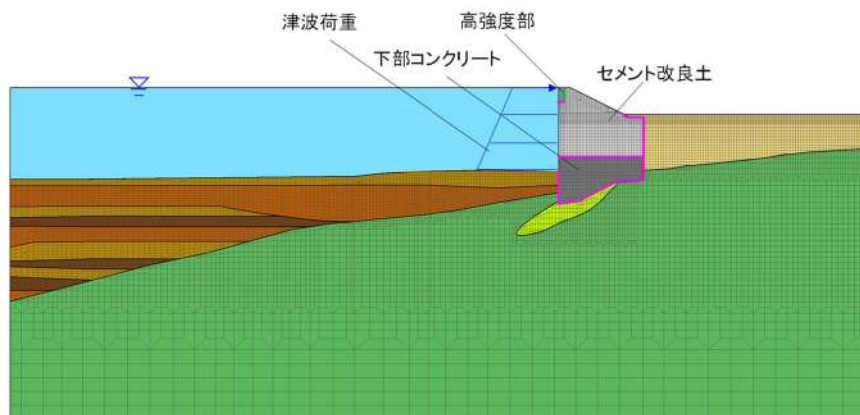 津波荷重
高強度部
下部コンクリート
セメント改良土